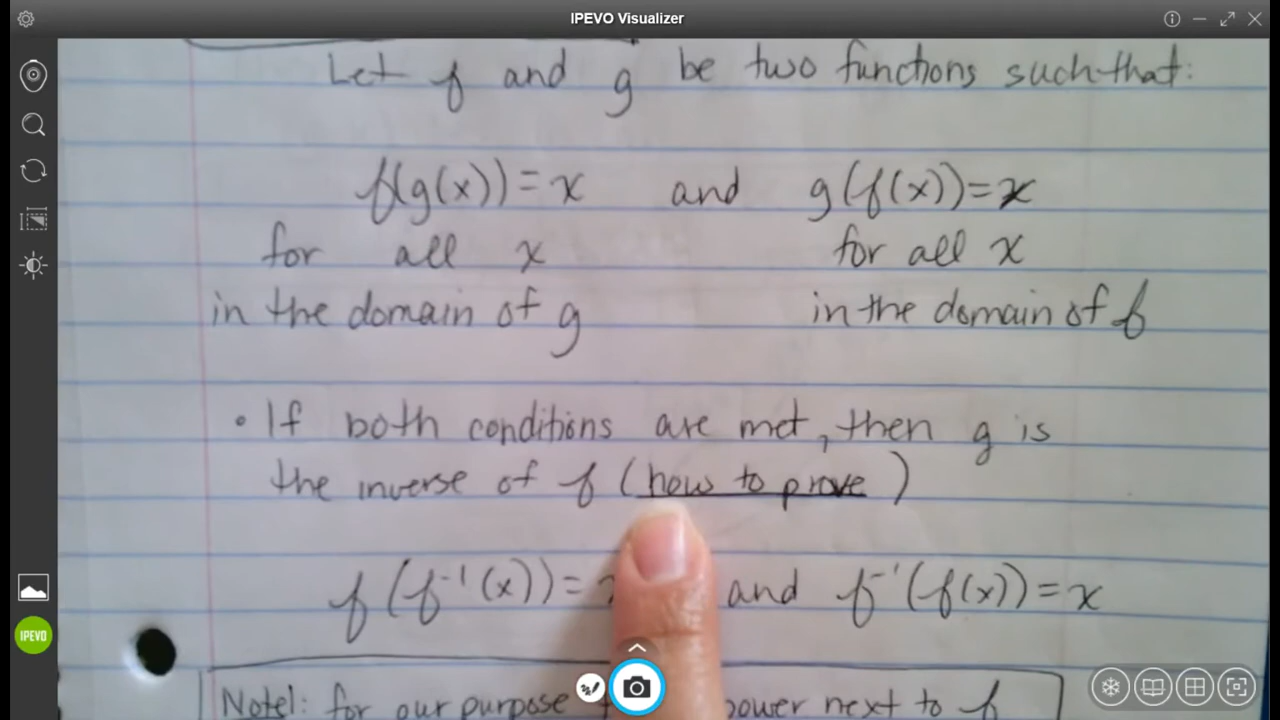 IPEVO Visualizer
Let f and g be two functions such that:
f(g(x))=x and g(f(x))=x
for all x for all x
in the domain of g in the domain of f
• If both conditions are met, then g is
the inverse of f (how to prove)
f(f⁻¹(x))= and f⁻¹(f(x))=x
Note1: for our purpose power next to f
IPEVO